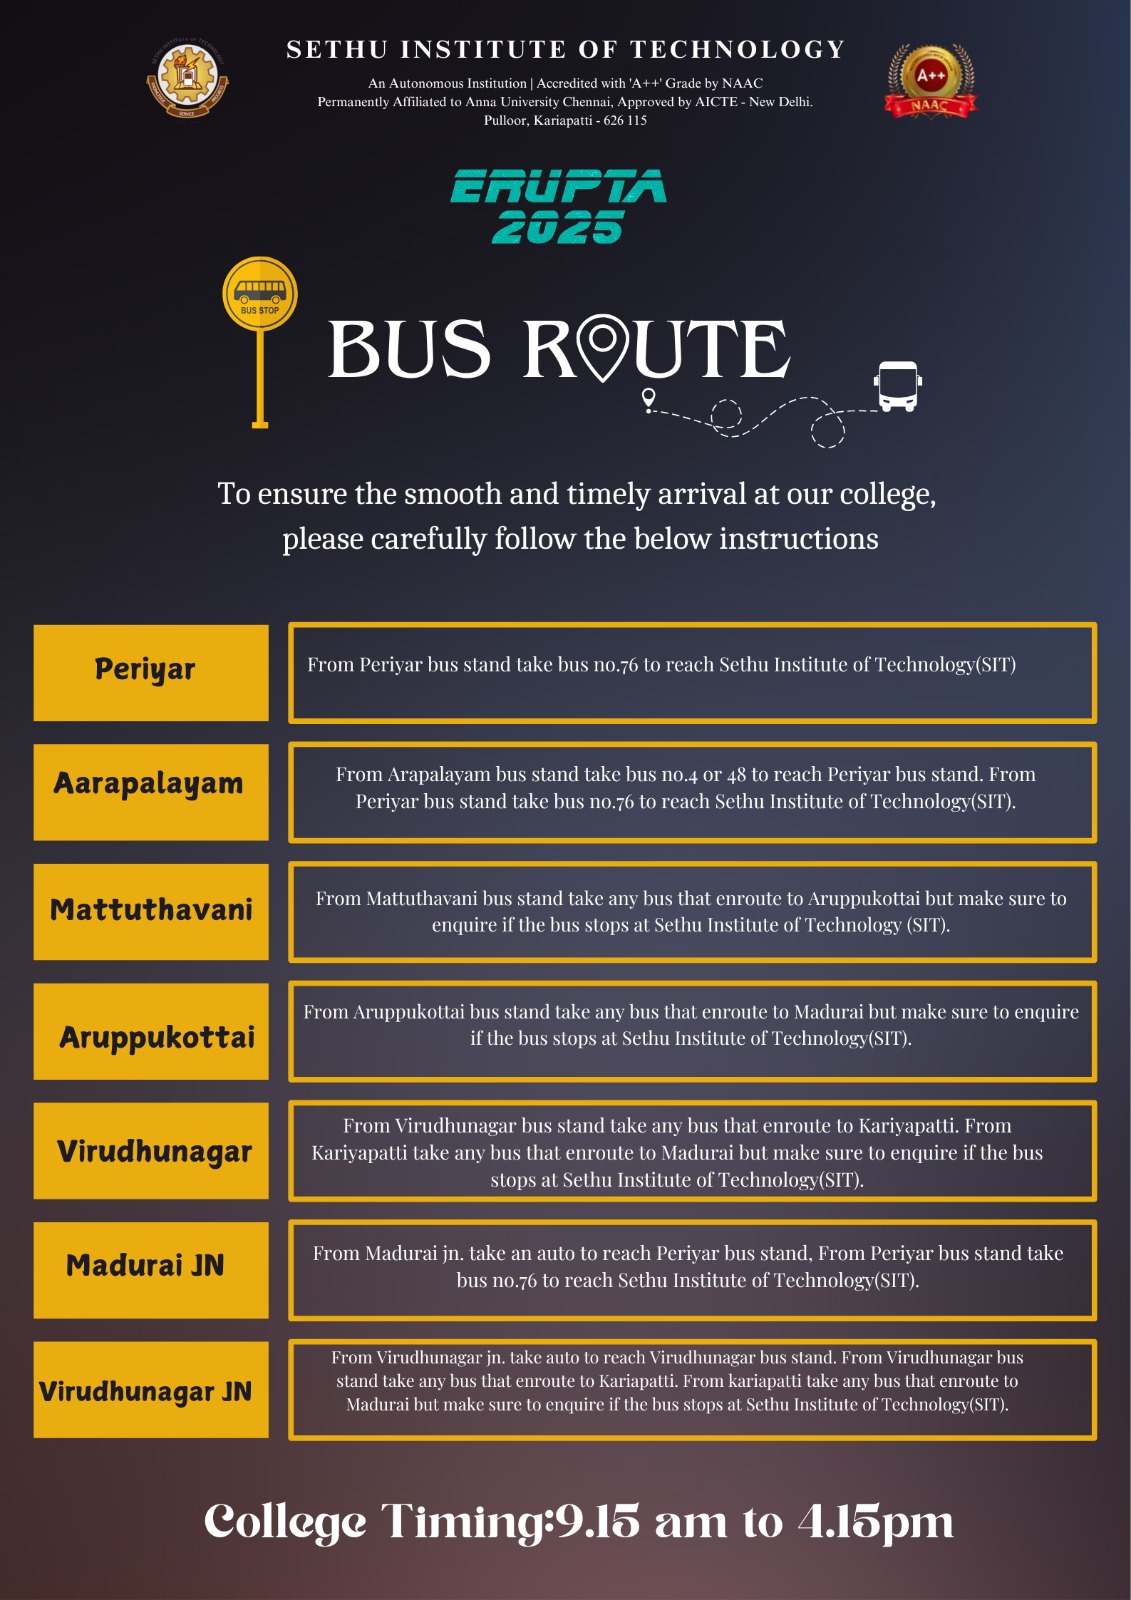 SETHU INSTITUTE OF TECHNOLOGY
An Autonomous Institution | Accredited with 'A++' Grade by NAAC
Permanently Affiliated to Anna University Chennai, Approved by AICTE - New Delhi.
Pulloor, Kariapatti - 626 115
A++
NAAC
SERVICE
ERUPTA
2025
BUS STOP
BUS ROUTE
To ensure the smooth and timely arrival at our college,
please carefully follow the below instructions
Periyar
From Periyar bus stand take bus no.76 to reach Sethu Institute of Technology(SIT)
Aarapalayam
From Arapalayam bus stand take bus no.4 or 48 to reach Periyar bus stand. From
Periyar bus stand take bus no.76 to reach Sethu Institute of Technology(SIT).
Mattuthavani
From Mattuthavani bus stand take any bus that enroute to Aruppukottai but make sure to
enquire if the bus stops at Sethu Institute of Technology (SIT).
Aruppukottai
From Aruppukottai bus stand take any bus that enroute to Madurai but make sure to enquire
if the bus stops at Sethu Institute of Technology(SIT).
Virudhunagar
From Virudhunagar bus stand take any bus that enroute to Kariyapatti. From
Kariyapatti take any bus that enroute to Madurai but make sure to enquire if the bus
stops at Sethu Institute of Technology(SIT).
Madurai JN
From Madurai jn. take an auto to reach Periyar bus stand, From Periyar bus stand take
bus no.76 to reach Sethu Institute of Technology(SIT).
Virudhunagar JN
From Virudhunagar jn. take auto to reach Virudhunagar bus stand. From Virudhunagar bus
stand take any bus that enroute to Kariapatti. From kariapatti take any bus that enroute to
Madurai but make sure to enquire if the bus stops at Sethu Institute of Technology(SIT).
College Timing:9.15 am to 4.15pm